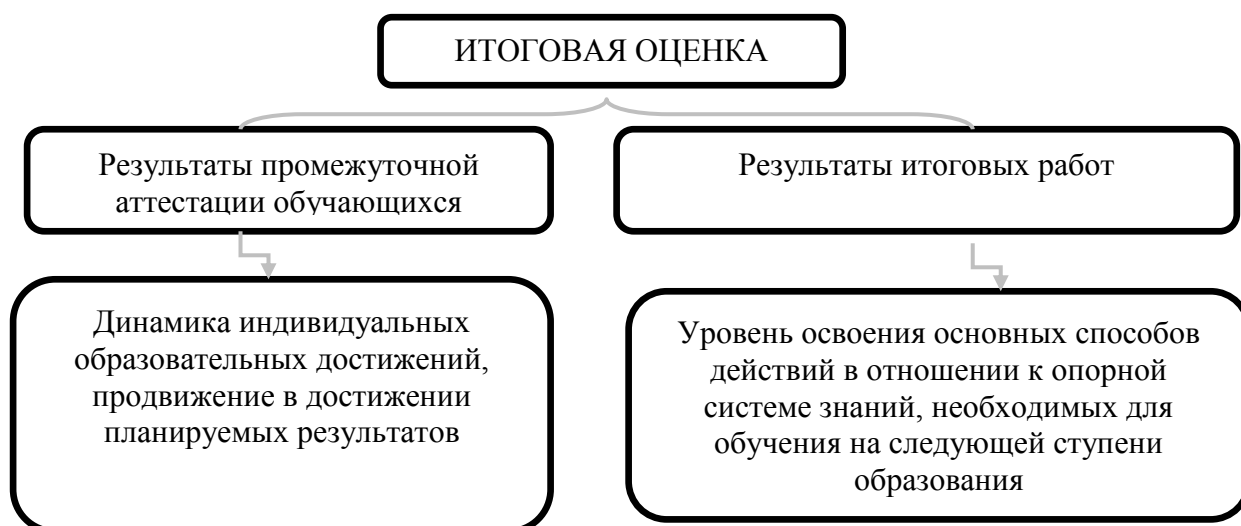 ИТОГОВАЯ ОЦЕНКА
Результаты промежуточной
аттестации обучающихся
Результаты итоговых работ
Динамика индивидуальных
образовательных достижений,
продвижение в достижении
планируемых результатов
Уровень освоения основных способов
действий в отношении к опорной
системе знаний, необходимых для
обучения на следующей ступени
образования